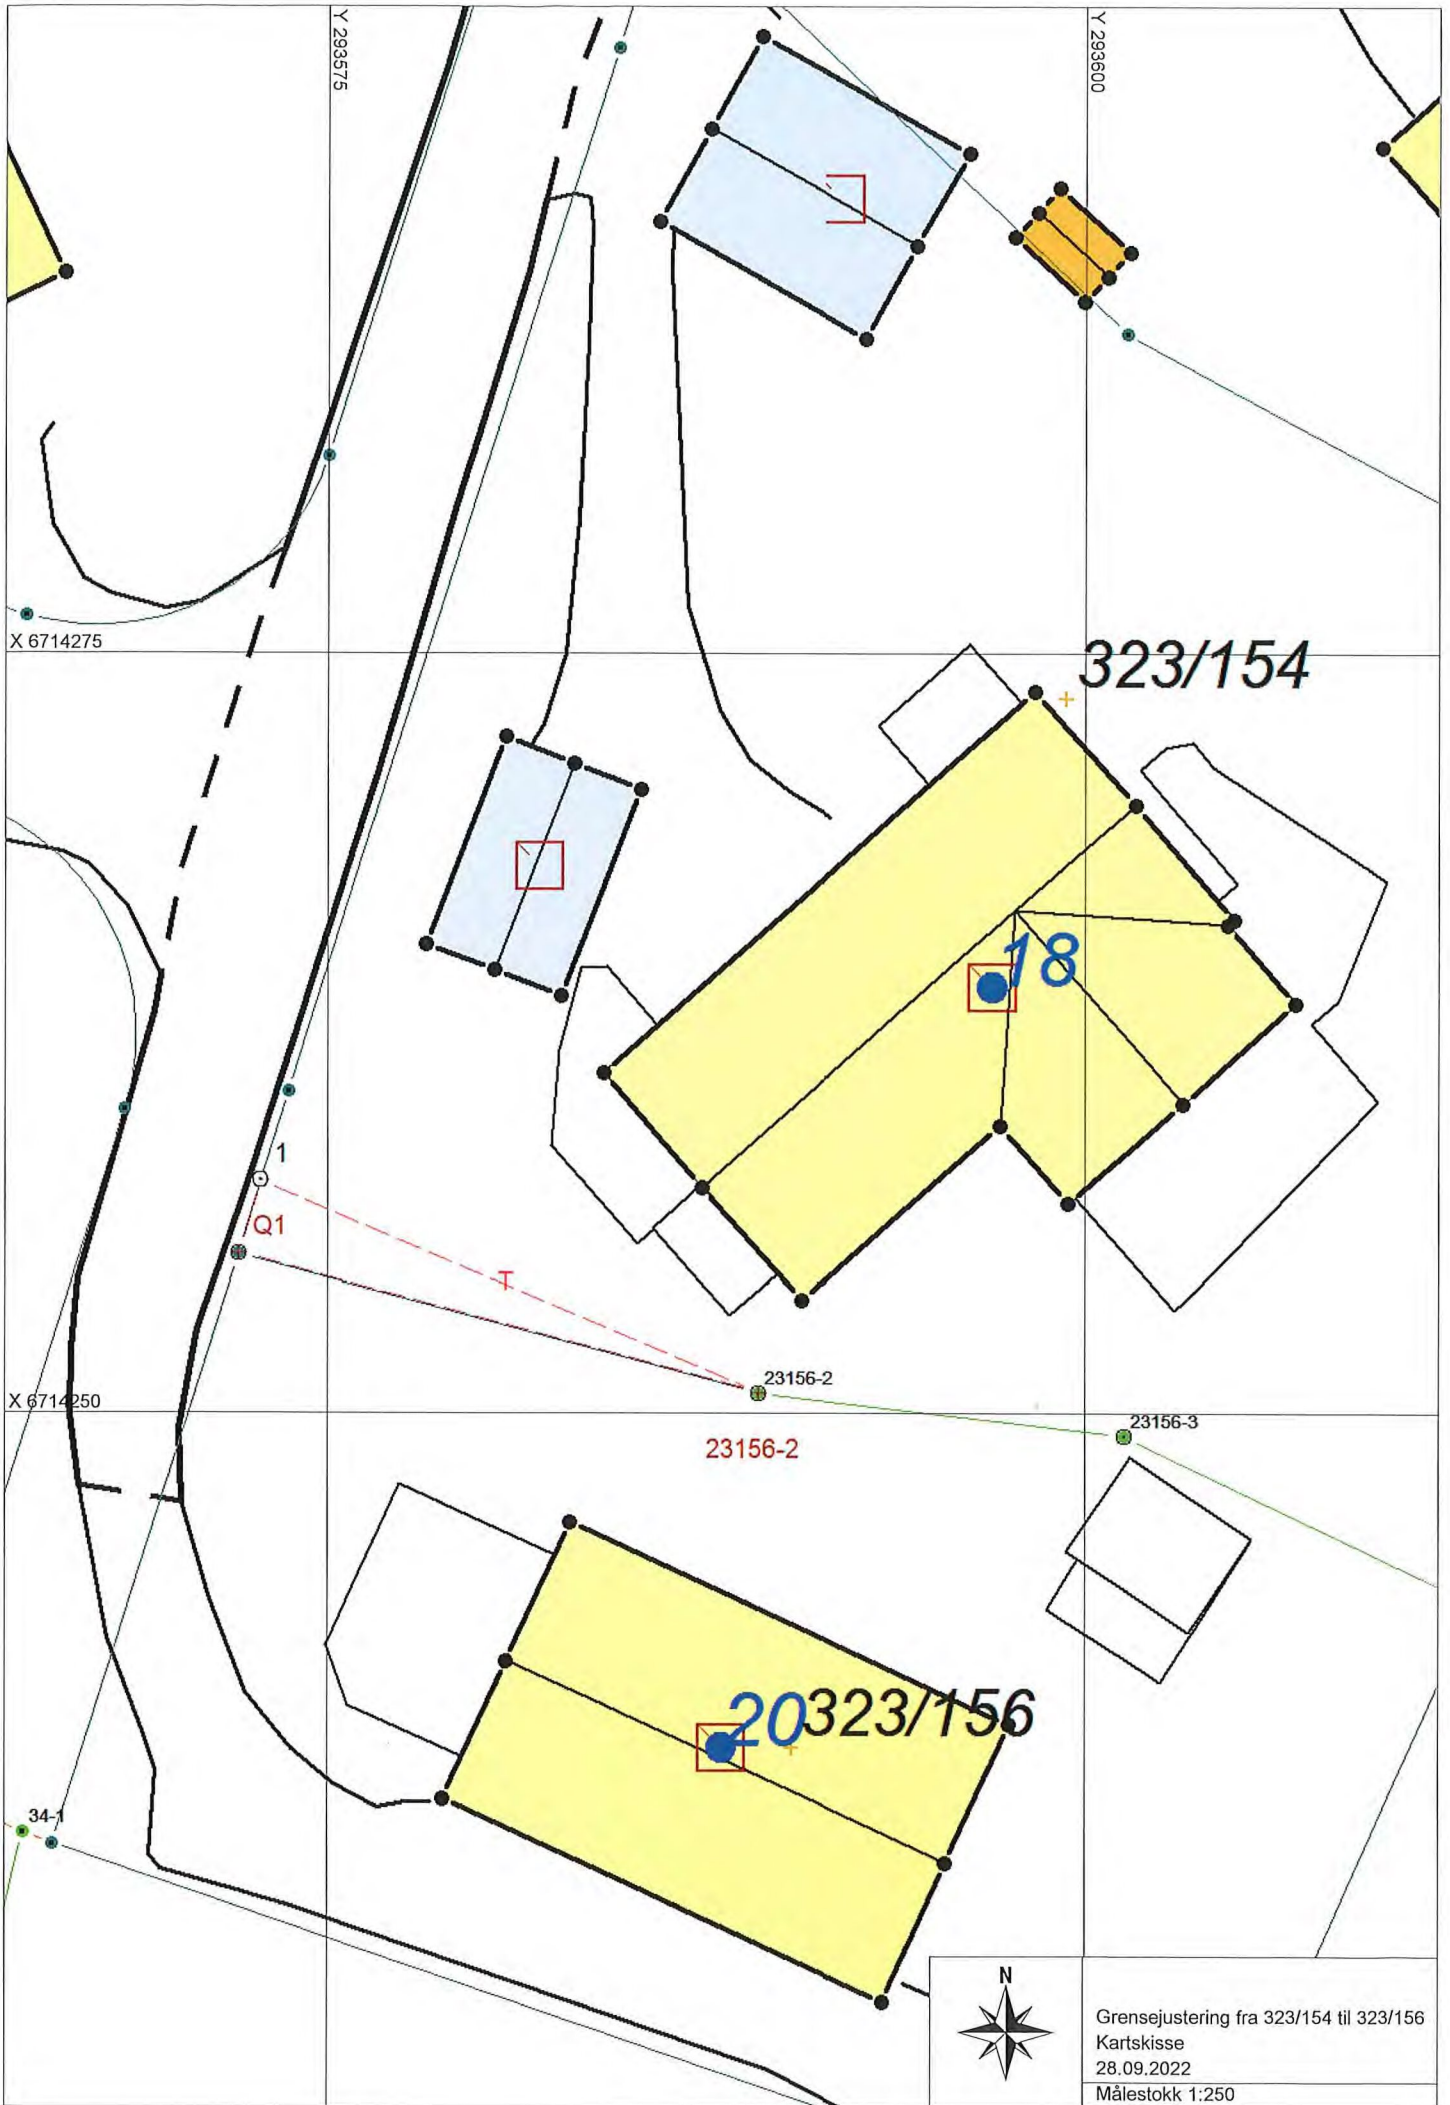 Y 293575
Y 293600
X 6714275
323/154
18
1
Q1
T
23156-2
X 6714250
23156-3
23156-2
20
323/156
34-1
N
Grensejustering fra 323/154 til 323/156
Kartskisse
28.09.2022
Målestokk 1:250